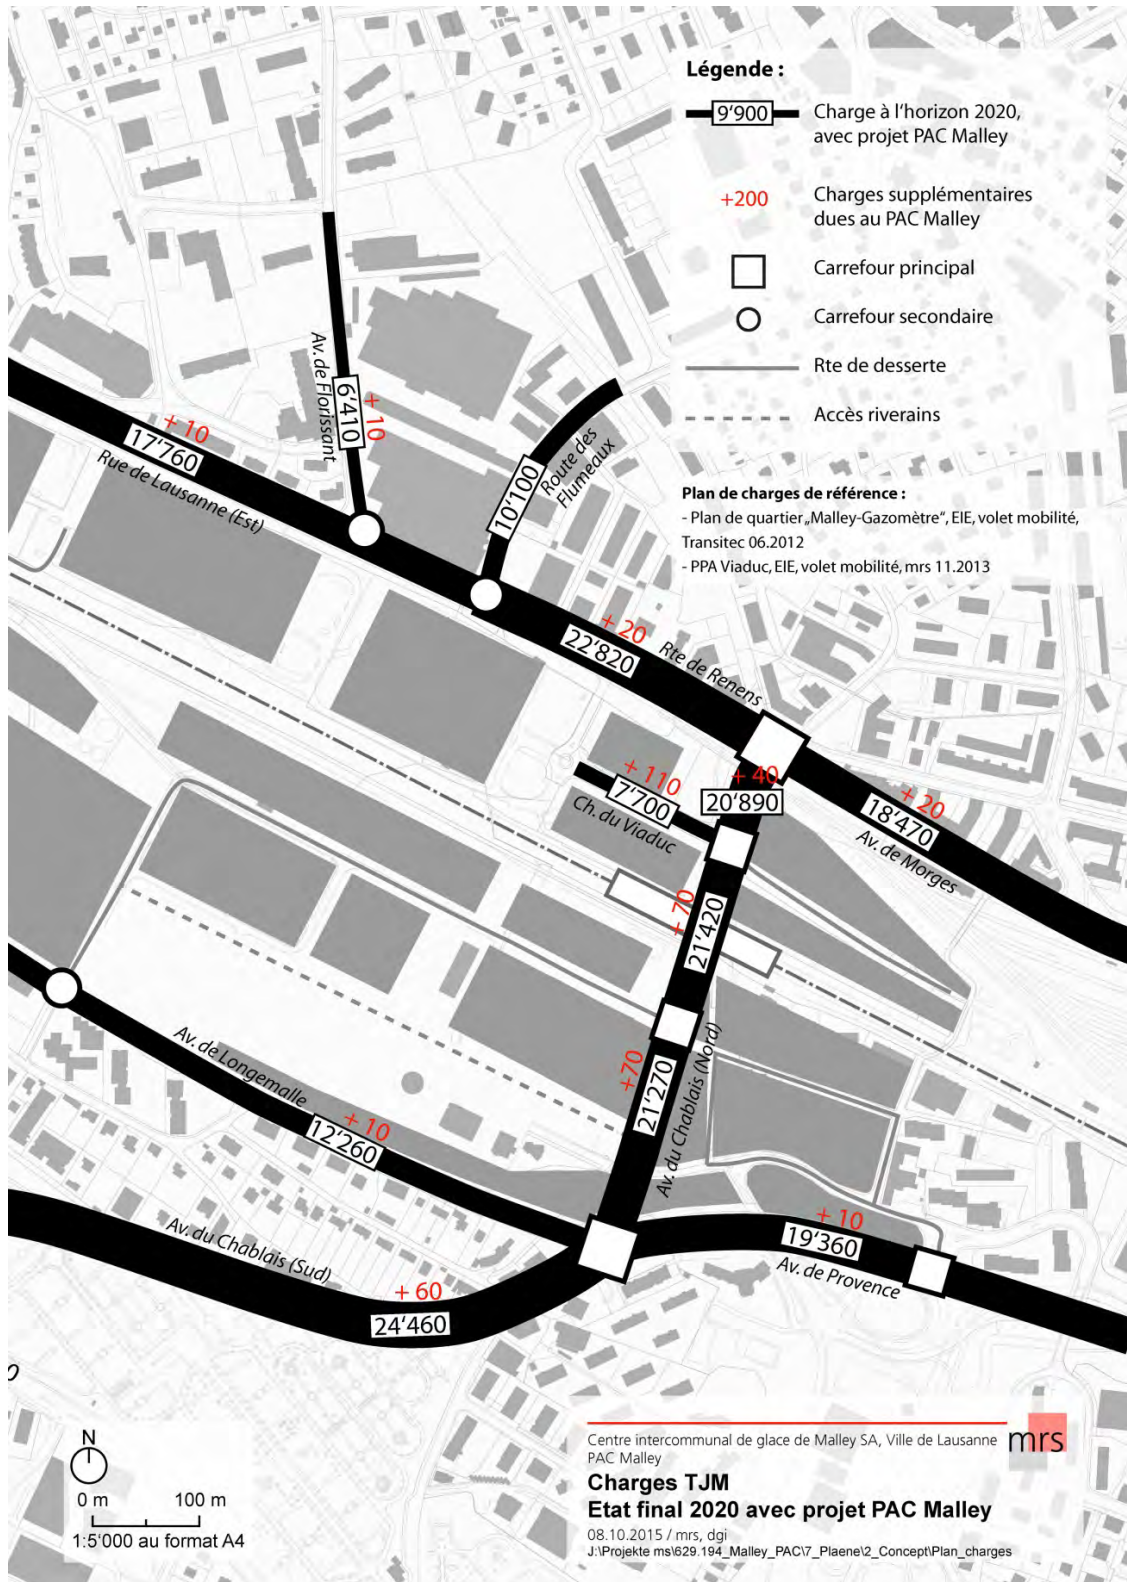 Légende :
9'900
Charge à l'horizon 2020,
avec projet PAC Malley
+200
Charges supplémentaires
dues au PAC Malley
Carrefour principal
Carrefour secondaire
Rte de desserte
Accès riverains
Plan de charges de référence :
- Plan de quartier „Malley-Gazomètre“, EIE, volet mobilité,
Transitec 06.2012
- PPA Viaduc, EIE, volet mobilité, mrs 11.2013
Av. de Florissant
6'410
+ 10
+ 10
17'760
Rue de Lausanne (Est)
10'100
Route des
Flumeaux
+ 20
22'820
Rte de Renens
+ 110
7'700
Ch. du Viaduc
+ 40
20'890
+ 20
18'470
Av. de Morges
+ 70
21'420
+70
21'270
Av. du Chablais (Nord)
Av. de Longemalle
+ 10
12'260
Av. du Chablais (Sud)
+ 60
24'460
+ 10
19'360
Av. de Provence
0
N
0 m 100 m
1:5'000 au format A4
Centre intercommunal de glace de Malley SA, Ville de Lausanne
PAC Malley
mrs
Charges TJM
Etat final 2020 avec projet PAC Malley
08.10.2015 / mrs, dgi
J:\Projekte ms\629.194_Malley_PAC\7_Plaene\2_Concept\Plan_charges